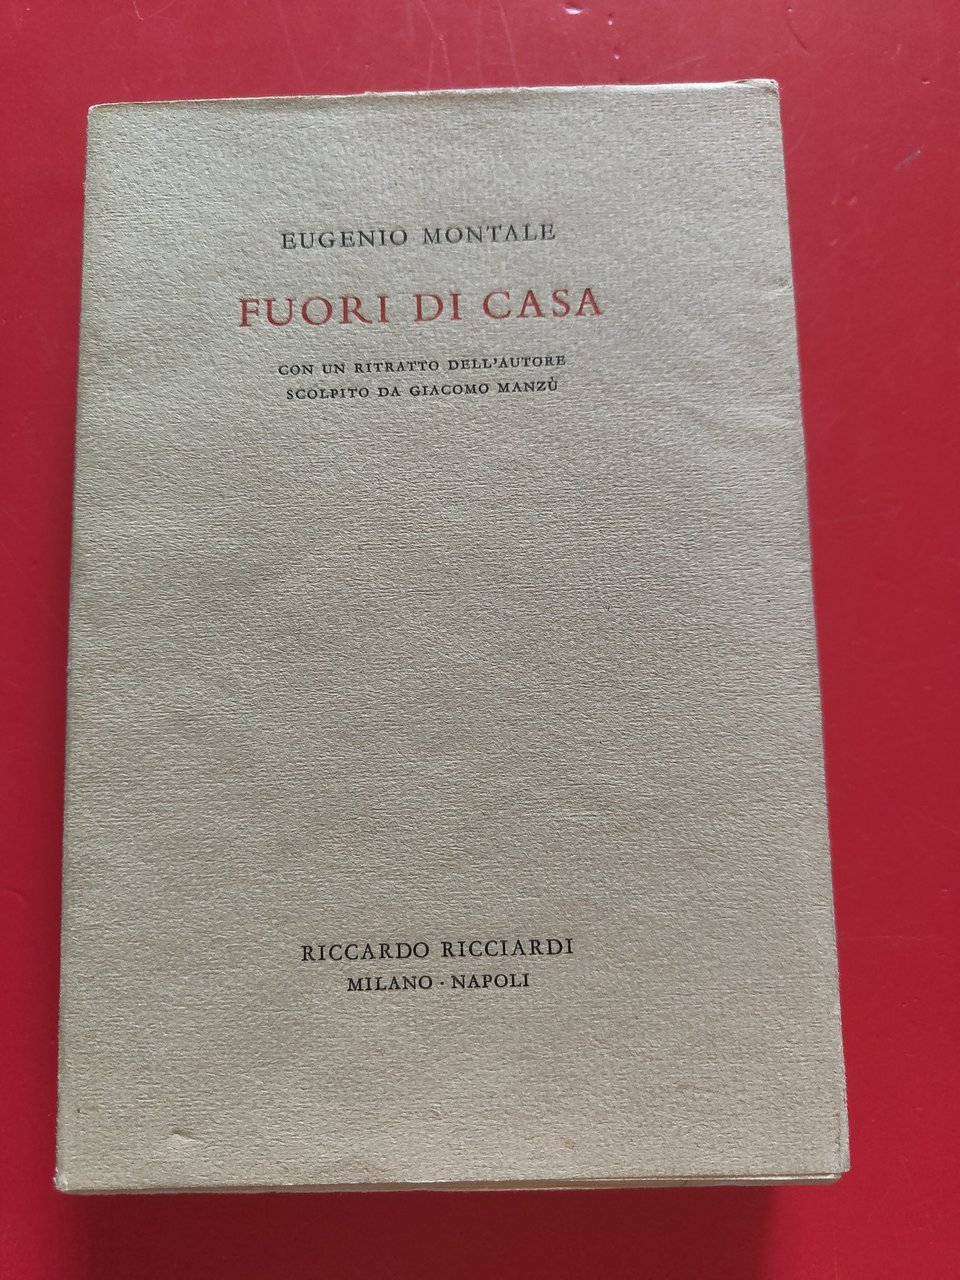 EUGENIO MONTALE
FUORI DI CASA
CON UN RITRATTO DELL'AUTORE
SCOLPITO DA GIACOMO MANZÙ
RICCARDO RICCIARDI
MILANO · NAPOLI